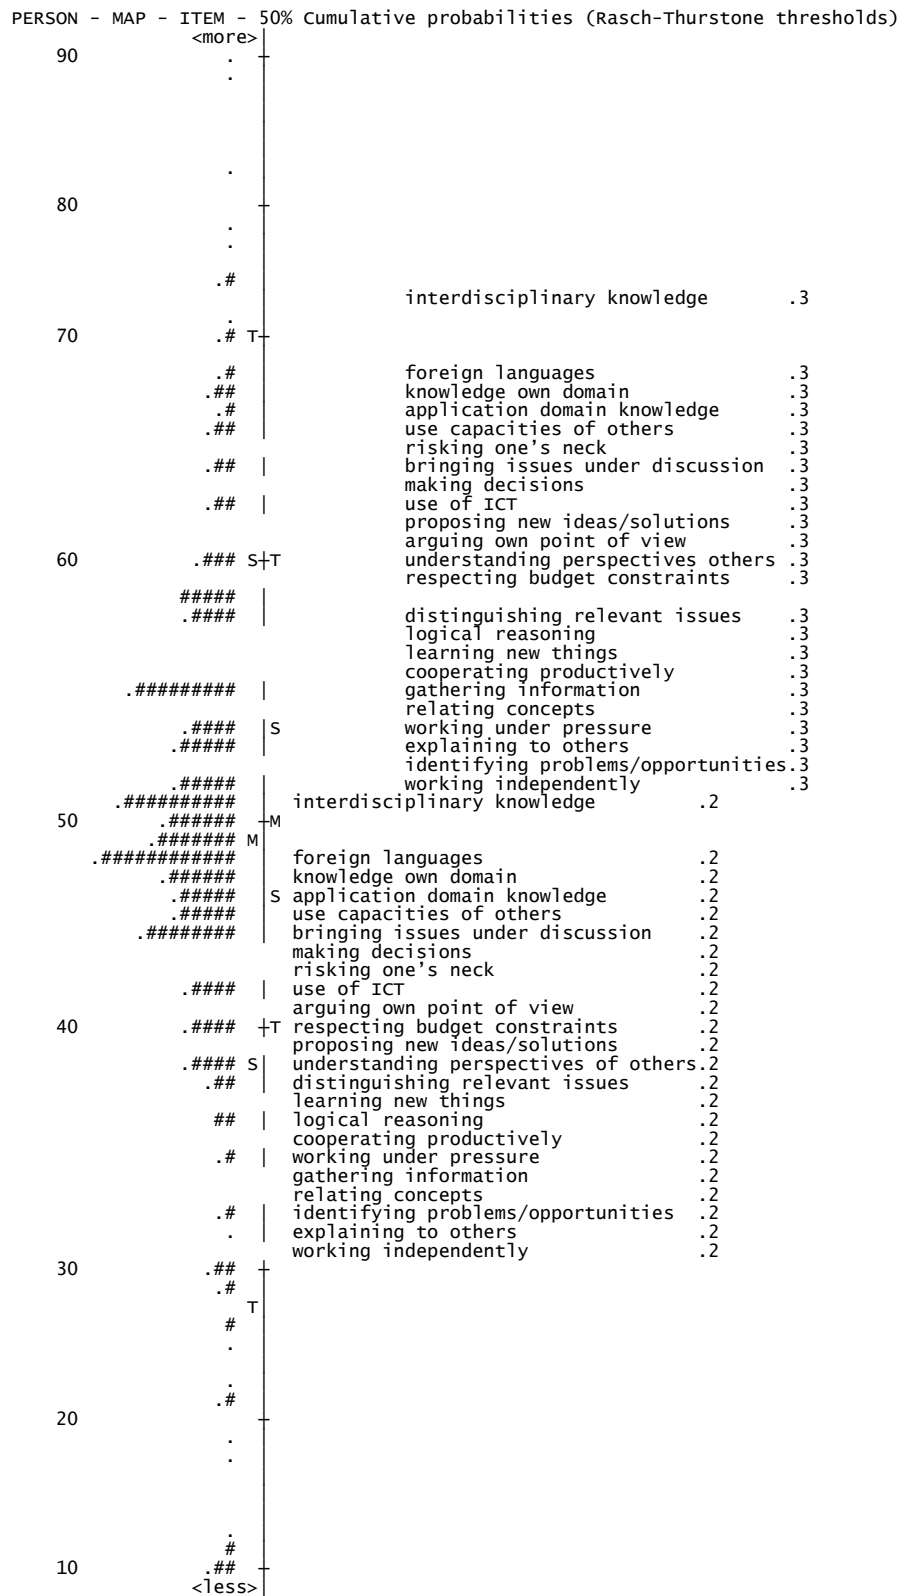 PERSON - MAP - ITEM - 50% Cumulative probabilities (Rasch-Thurstone thresholds)
<more>|
90 . +
. |
. |
80 +
. |
. |
.# |
interdisciplinary knowledge .3
. |
70 .# T+
.# | foreign languages .3
.## | knowledge own domain .3
.# | application domain knowledge .3
.## | use capacities of others .3
risking one's neck .3
.## | bringing issues under discussion .3
making decisions .3
.## | use of ICT .3
proposing new ideas/solutions .3
arguing own point of view .3
60 .### S+T understanding perspectives others .3
respecting budget constraints .3
##### |
.#### | distinguishing relevant issues .3
logical reasoning .3
learning new things .3
cooperating productively .3
.######### | gathering information .3
relating concepts .3
.#### |S working under pressure .3
.##### | explaining to others .3
identifying problems/opportunities.3
.##### | working independently .3
.########## | interdisciplinary knowledge .2
50 .###### +M
.####### M|
.############ | foreign languages .2
.###### | knowledge own domain .2
.##### |S application domain knowledge .2
.##### | use capacities of others .2
.######## | bringing issues under discussion .2
making decisions .2
risking one's neck .2
.#### | use of ICT .2
arguing own point of view .2
40 .#### +T respecting budget constraints .2
proposing new ideas/solutions .2
.#### S| understanding perspectives of others.2
.## | distinguishing relevant issues .2
learning new things .2
## | logical reasoning .2
cooperating productively .2
.# | working under pressure .2
gathering information .2
relating concepts .2
.# | identifying problems/opportunities .2
. | explaining to others .2
working independently .2
30 .## +
.# |
T|
# |
. |
. |
.# |
20 +
. |
. |
. |
# |
10 .## +
<less>|